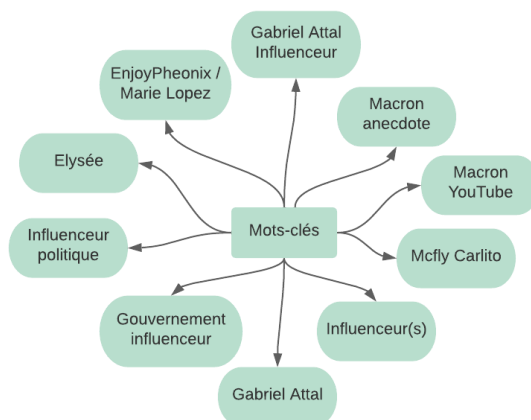 Gabriel Attal
Influenceur
EnjoyPheonix /
Marie Lopez
Macron
anecdote
Elysée
Macron
YouTube
Mots-clés
Influenceur
politique
Mcfly Carlito
Gouvernement
influenceur
Influenceur(s)
Gabriel Attal